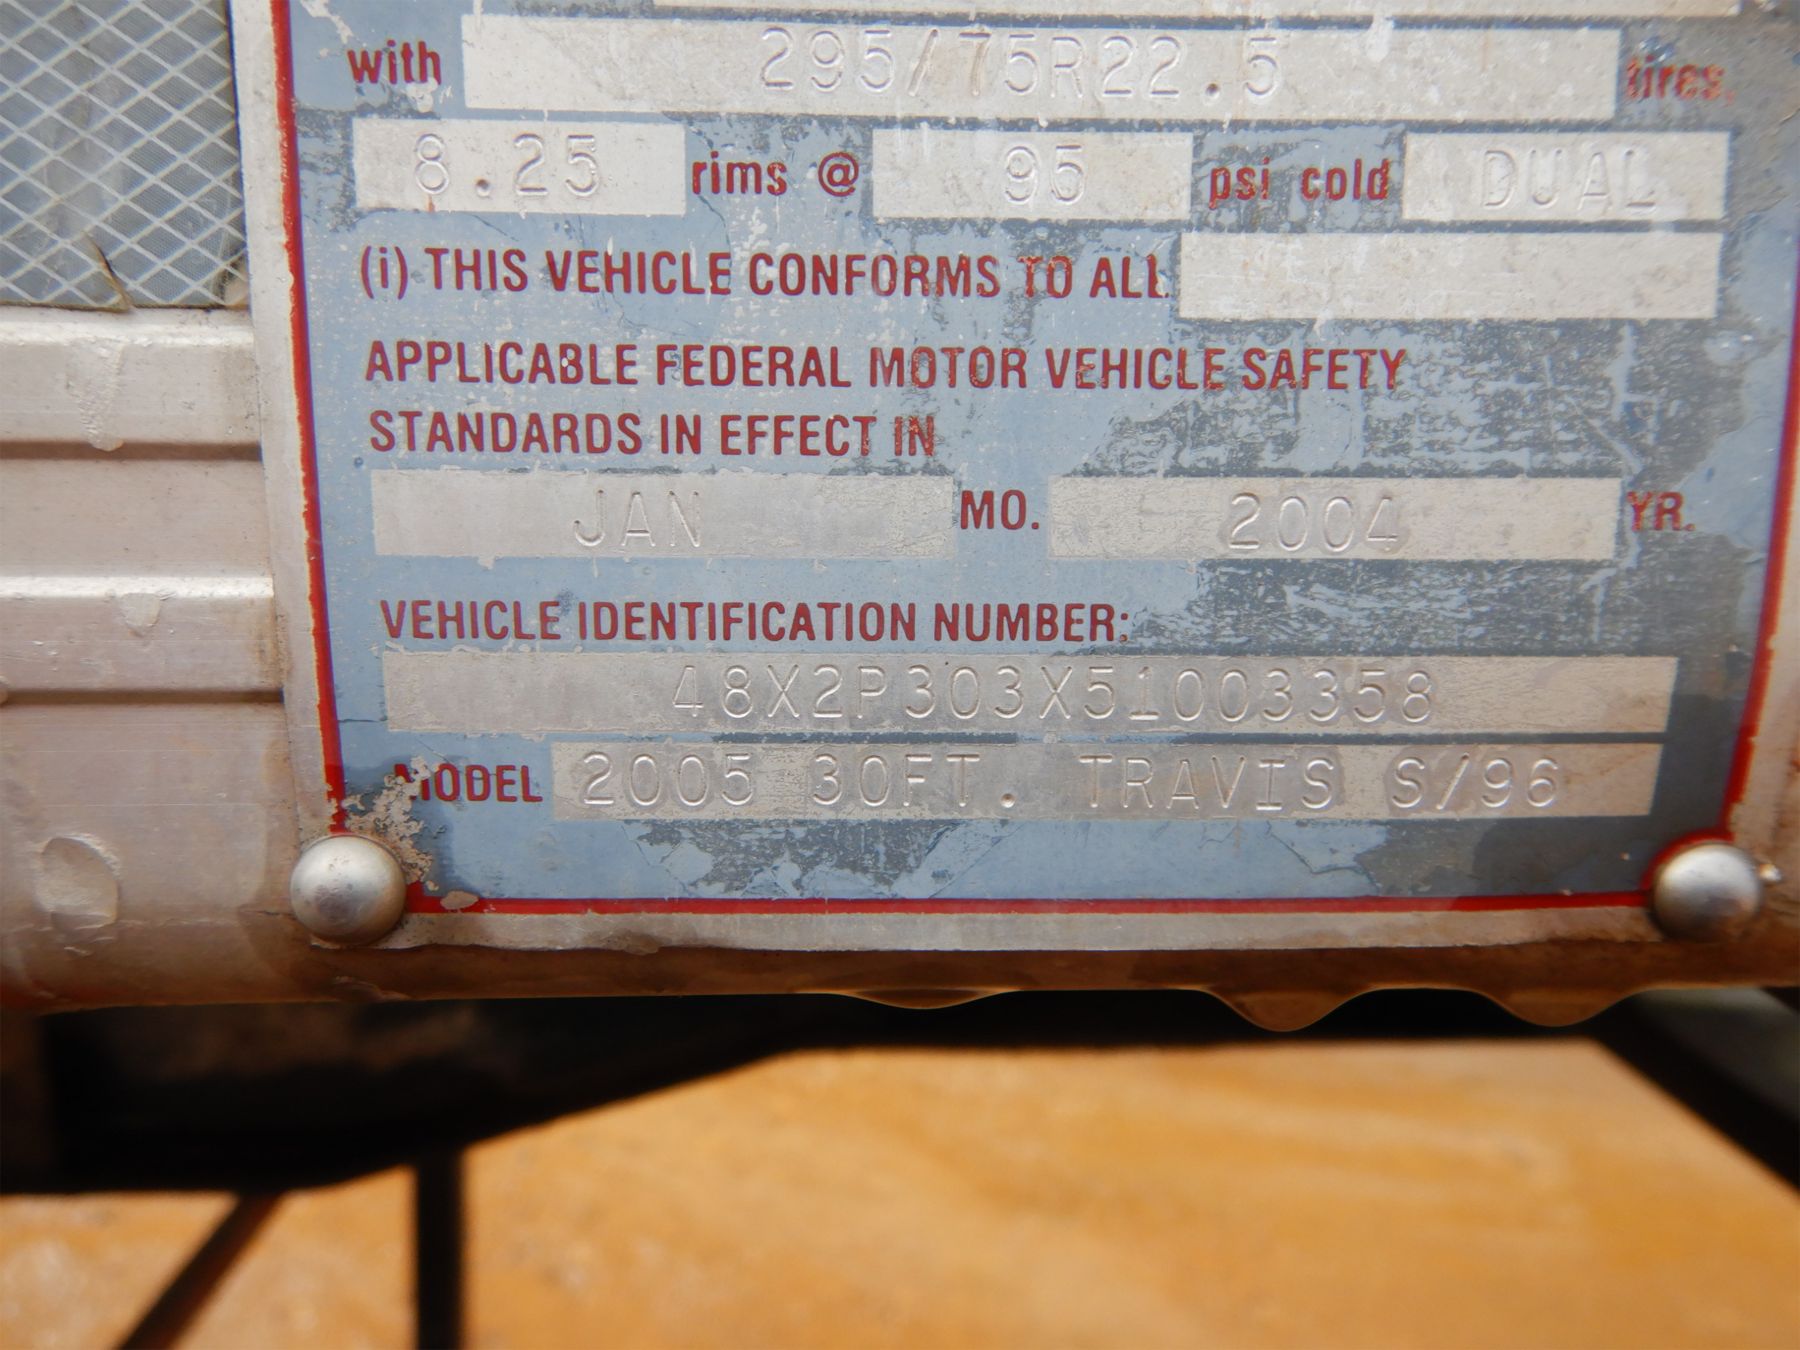 with 295/75R22.5 tires,
8.25 rims @ 95 psi cold DUAL
(i) THIS VEHICLE CONFORMS TO ALL
APPLICABLE FEDERAL MOTOR VEHICLE SAFETY
STANDARDS IN EFFECT IN
JAN MO. 2004 YR.
VEHICLE IDENTIFICATION NUMBER:
48X2P303X51003358
MODEL 2005 30FT. TRAVIS S/96